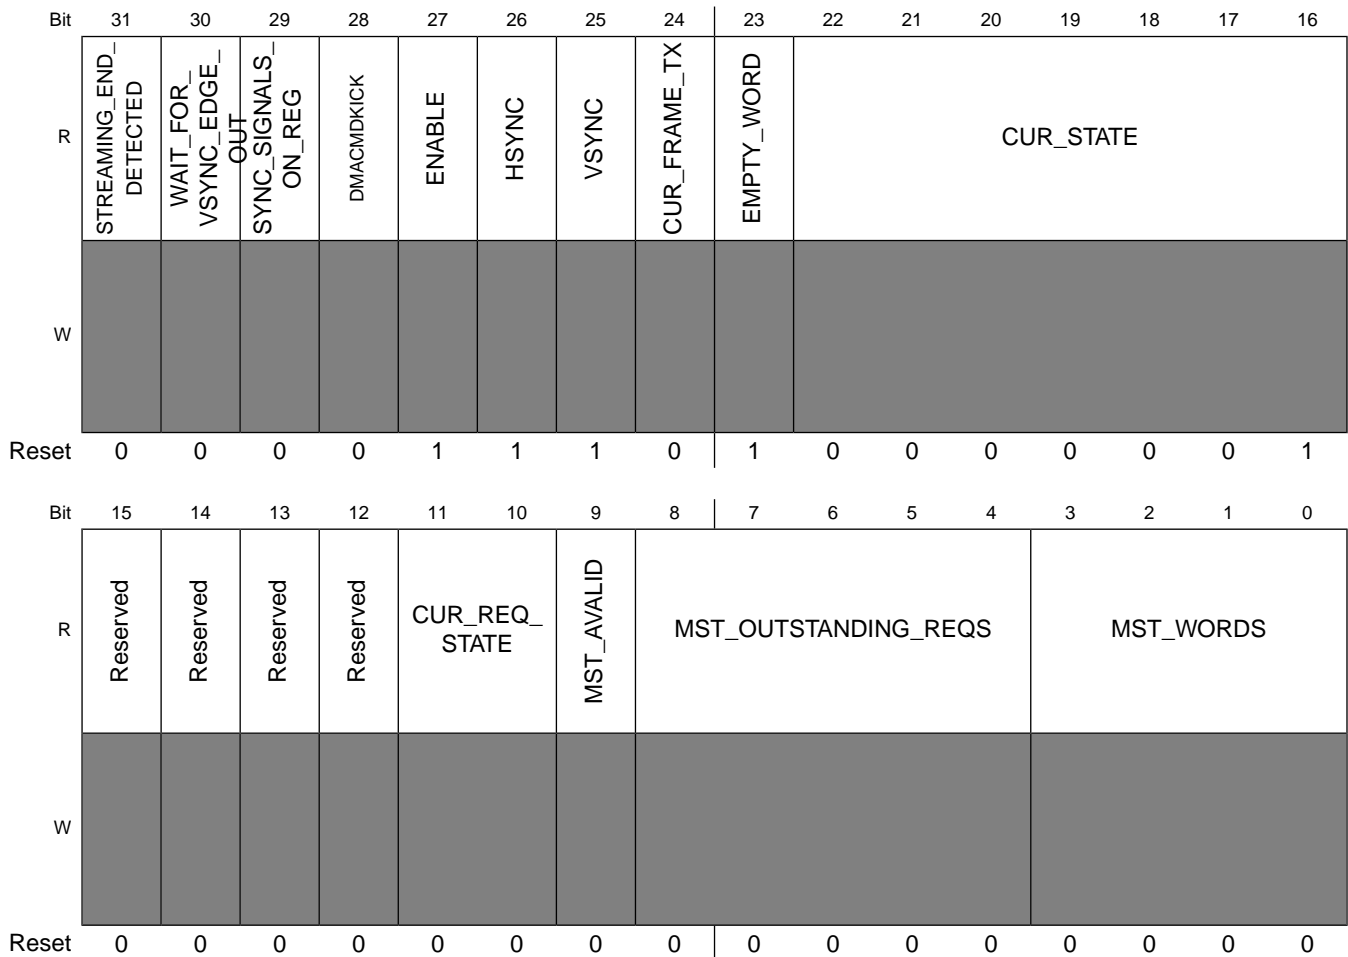 Bit 31 30 29 28 27 26 25 24 23 22 21 20 19 18 17 16
R
STREAMING_END_
DETECTED
WAIT_FOR_
VSYNC_EDGE_
OUT
SYNC_SIGNALS_
ON_REG
DMACMDKICK
ENABLE
HSYNC
VSYNC
CUR_FRAME_TX
EMPTY_WORD
CUR_STATE
W
Reset 0 0 0 0 1 1 1 0 1 0 0 0 0 0 0 1
Bit 15 14 13 12 11 10 9 8 7 6 5 4 3 2 1 0
R
Reserved
Reserved
Reserved
Reserved
CUR_REQ_
STATE
MST_AVALID
MST_OUTSTANDING_REQS
MST_WORDS
W
Reset 0 0 0 0 0 0 0 0 0 0 0 0 0 0 0 0